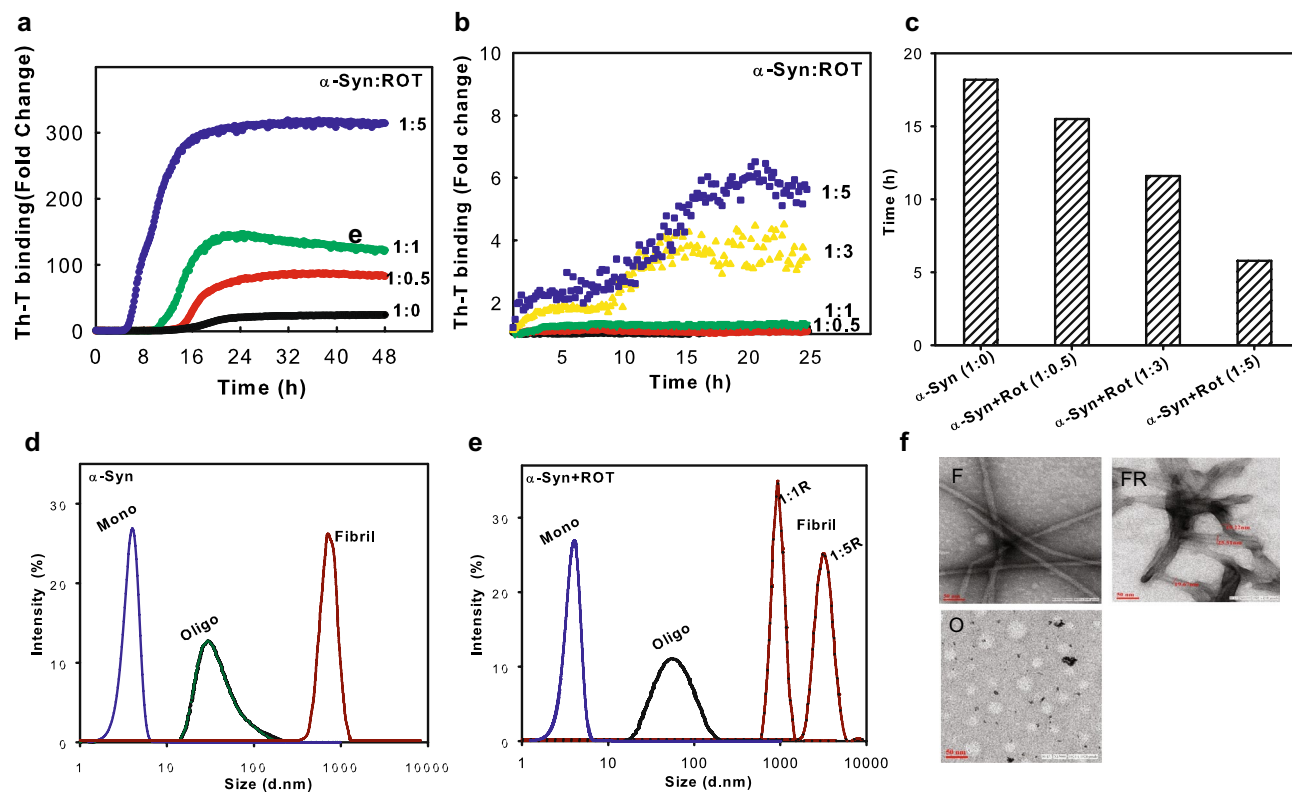 a
α-Syn:ROT
Th-T binding(Fold Change)
300
200
100
0
1:5
e
1:1
1:0.5
1:0
0 8 16 24 32 40 48
Time (h)
b
α-Syn:ROT
Th-T binding (Fold change)
10
8
6
4
2
1:5
1:3
1:1
1:0.5
5 10 15 20 25
Time (h)
c
Time (h)
20
15
10
5
0
α-Syn (1:0)
α-Syn+Rot (1:0.5)
α-Syn+Rot (1:3)
α-Syn+Rot (1:5)
d
α-Syn
Intensity (%)
30
20
10
0
Mono
Oligo
Fibril
1 10 100 1000 10000
Size (d.nm)
e
α-Syn+ROT
Intensity (%)
30
20
10
0
Mono
Oligo
1:1R
Fibril
1:5R
1 10 100 1000 10000
Size (d.nm)
f
F
50 nm
FR
50 nm
O
50 nm